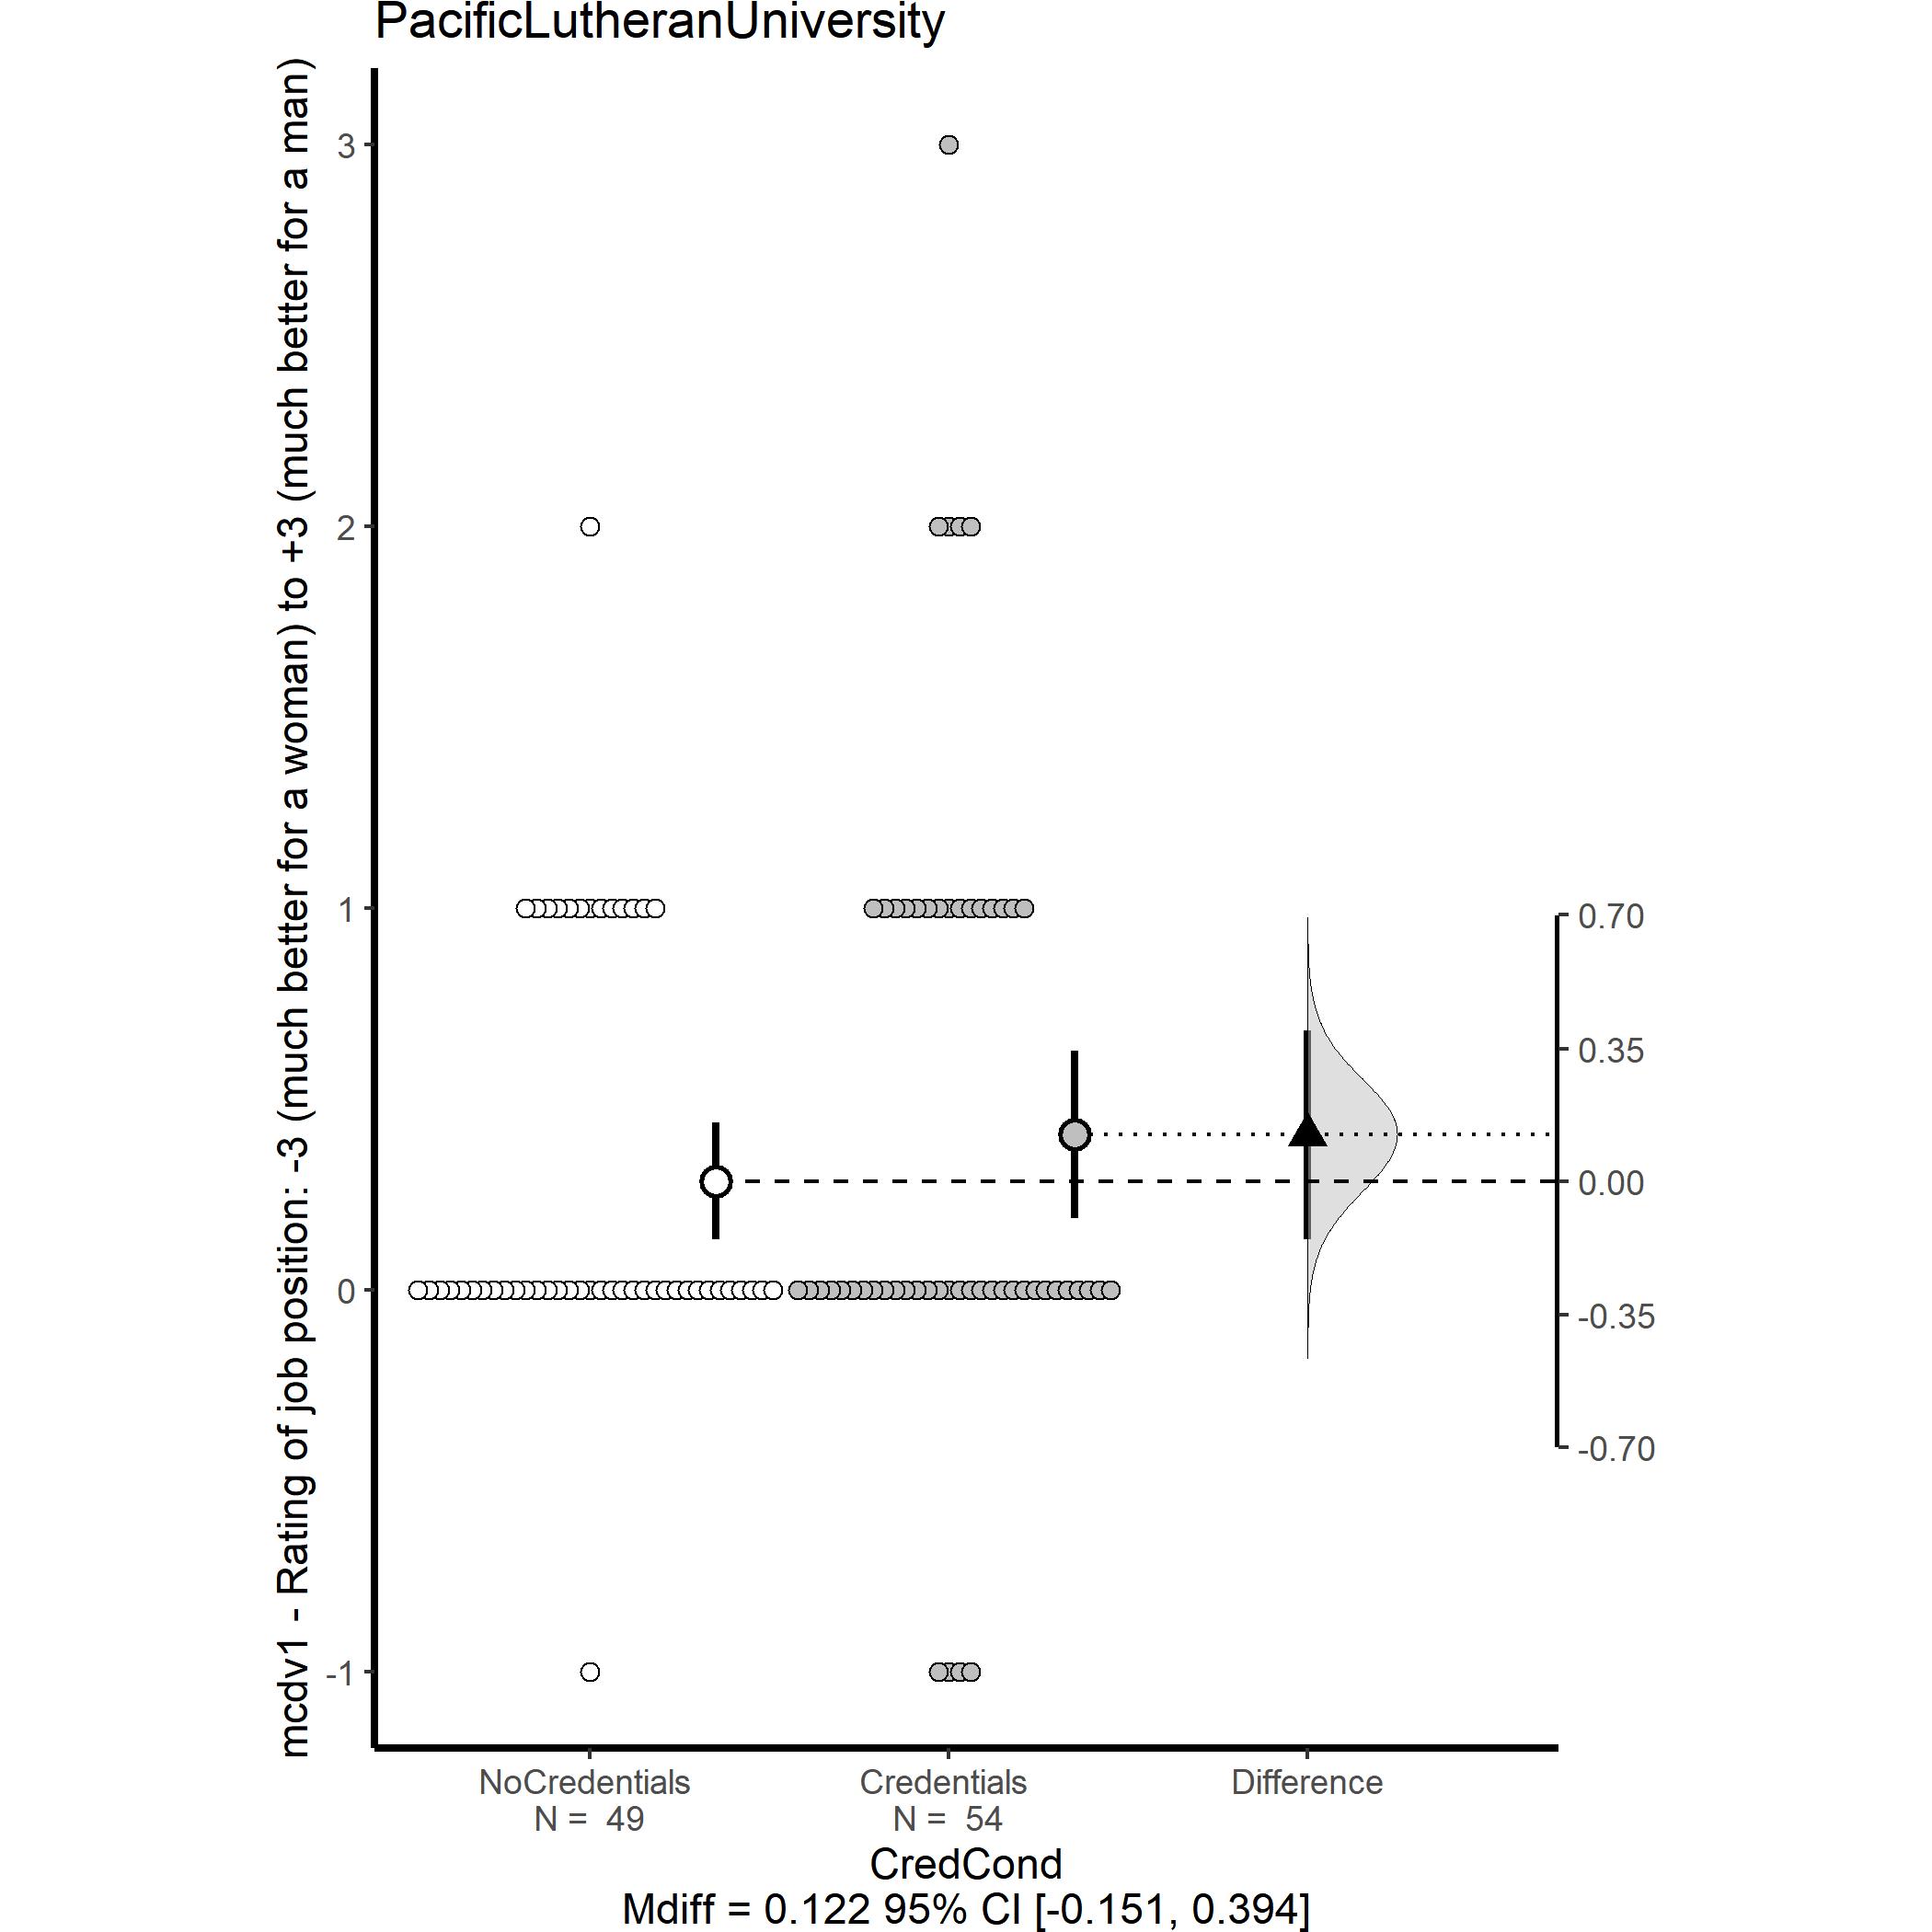 PacificLutheranUniversity
mcdv1 - Rating of job position: -3 (much better for a woman) to +3 (much better for a man)
3
2
1
0
-1
0.70
0.35
0.00
-0.35
-0.70
NoCredentials
N = 49
Credentials
N = 54
Difference
CredCond
Mdiff = 0.122 95% CI [-0.151, 0.394]